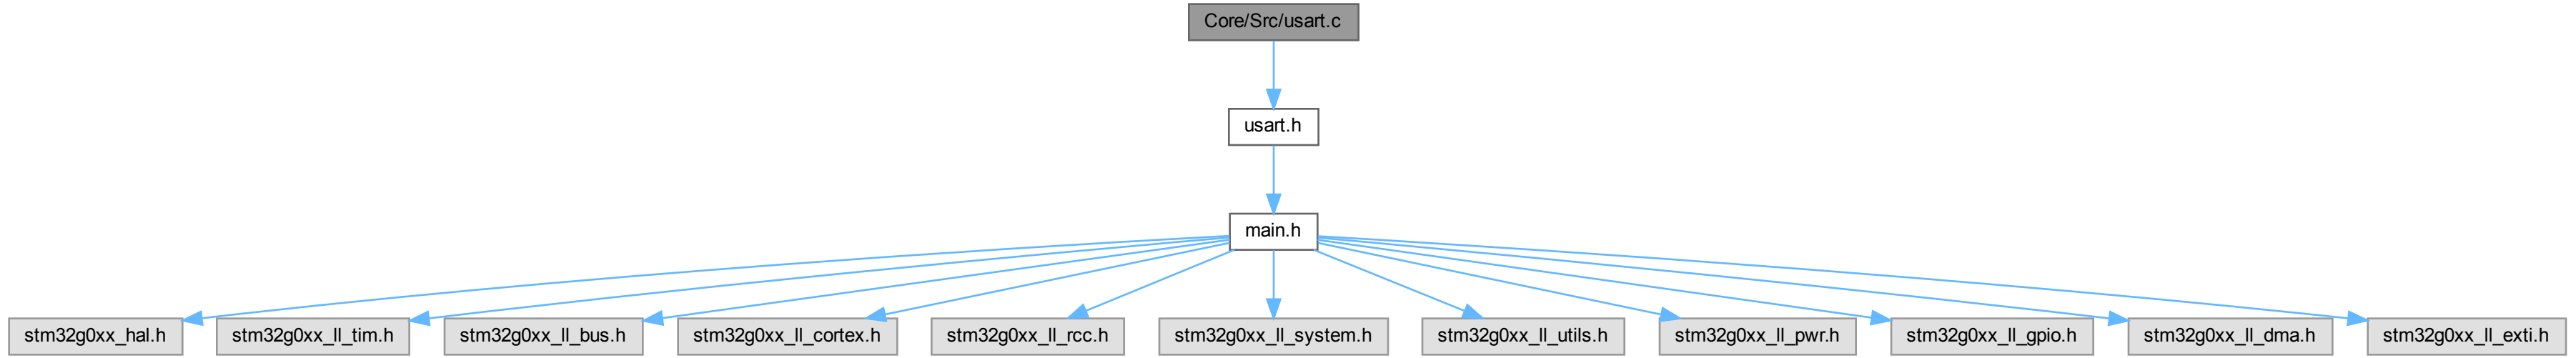 Core/Src/usart.c
usart.h
main.h
stm32g0xx_hal.h
stm32g0xx_ll_tim.h
stm32g0xx_ll_bus.h
stm32g0xx_ll_cortex.h
stm32g0xx_ll_rcc.h
stm32g0xx_ll_system.h
stm32g0xx_ll_utils.h
stm32g0xx_ll_pwr.h
stm32g0xx_ll_gpio.h
stm32g0xx_ll_dma.h
stm32g0xx_ll_exti.h